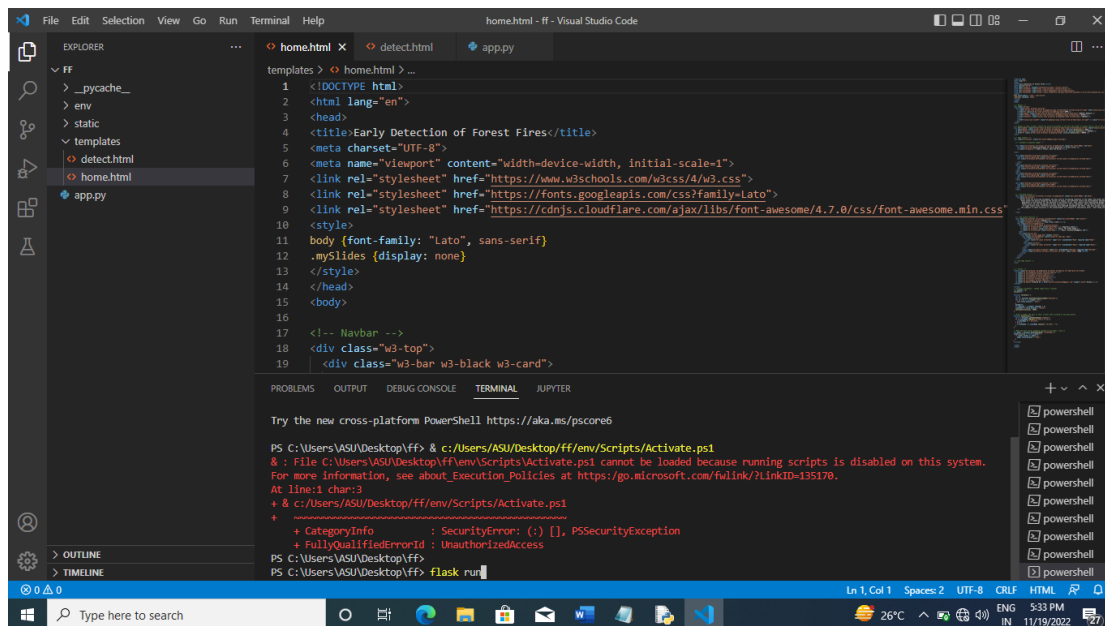 File Edit Selection View Go Run Terminal Help home.html - ff - Visual Studio Code
EXPLORER
home.html detect.html app.py
FF
templates > home.html > ...
__pycache__
env
static
templates
detect.html
home.html
app.py
1 <!DOCTYPE html>
2 <html lang="en">
3 <head>
4 <title>Early Detection of Forest Fires</title>
5 <meta charset="UTF-8">
6 <meta name="viewport" content="width=device-width, initial-scale=1">
7 <link rel="stylesheet" href="https://www.w3schools.com/w3css/4/w3.css">
8 <link rel="stylesheet" href="https://fonts.googleapis.com/css?family=Lato">
9 <link rel="stylesheet" href="https://cdnjs.cloudflare.com/ajax/libs/font-awesome/4.7.0/css/font-awesome.min.css"
10 <style>
11 body {font-family: "Lato", sans-serif}
12 .mySlides {display: none}
13 </style>
14 </head>
15 <body>
16
17 <!-- Navbar -->
18 <div class="w3-top">
19 <div class="w3-bar w3-black w3-card">
PROBLEMS OUTPUT DEBUG CONSOLE TERMINAL JUPYTER
Try the new cross-platform PowerShell https://aka.ms/pscore6
PS C:\Users\ASU\Desktop\ff> & c:/Users/ASU/Desktop/ff/env/Scripts/Activate.ps1
& : File C:\Users\ASU\Desktop\ff\env\Scripts\Activate.ps1 cannot be loaded because running scripts is disabled on this system.
For more information, see about_Execution_Policies at https:/go.microsoft.com/fwlink/?LinkID=135170.
At line:1 char:3
+ & c:/Users/ASU/Desktop/ff/env/Scripts/Activate.ps1
+ ~~~~~~~~~~~~~~~~~~~~~~~~~~~~~~~~~~~~~~~~~~~~~~~~
+ CategoryInfo : SecurityError: (:) [], PSSecurityException
+ FullyQualifiedErrorId : UnauthorizedAccess
PS C:\Users\ASU\Desktop\ff>
PS C:\Users\ASU\Desktop\ff> flask run
powershell
powershell
powershell
powershell
powershell
powershell
powershell
powershell
powershell
powershell
OUTLINE
TIMELINE
0 0 Ln 1, Col 1 Spaces: 2 UTF-8 CRLF HTML
Type here to search
26°C ENG 5:33 PM
IN 11/19/2022 27